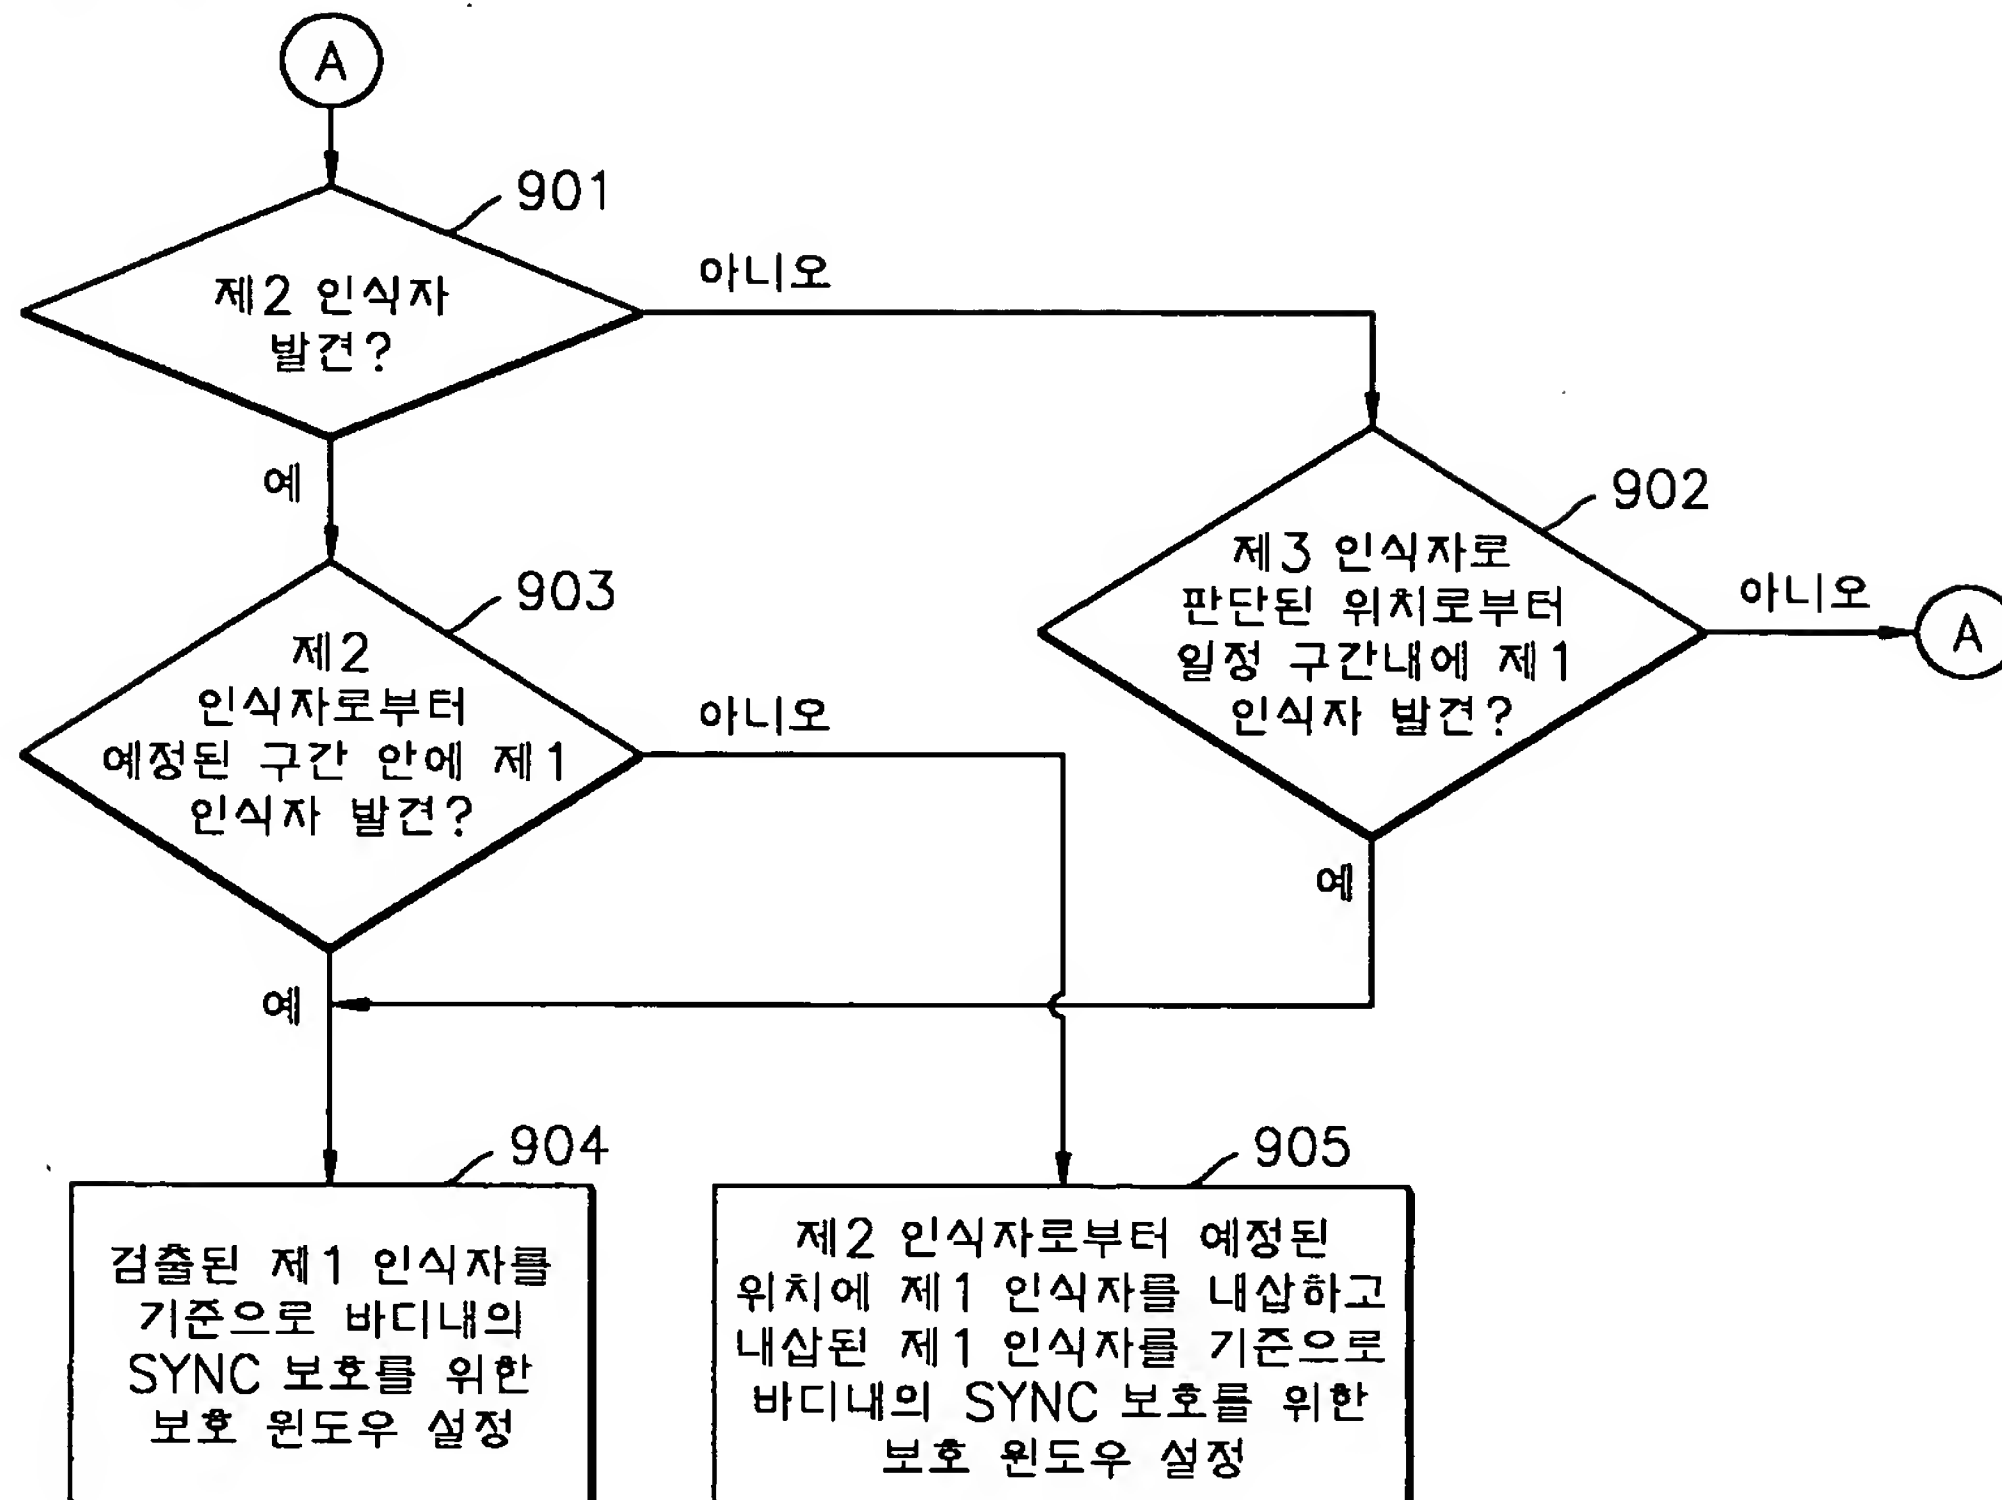 A
901
제2 인식자
발견?
아니오
예
902
제3 인식자로
판단된 위치로부터
일정 구간내에 제1
인식자 발견?
아니오
A
예
903
제2
인식자로부터
예정된 구간 안에 제1
인식자 발견?
아니오
예
904
검출된 제1 인식자를
기준으로 바디내의
SYNC 보호를 위한
보호 윈도우 설정
905
제2 인식자로부터 예정된
위치에 제1 인식자를 내삽하고
내삽된 제1 인식자를 기준으로
바디내의 SYNC 보호를 위한
보호 윈도우 설정